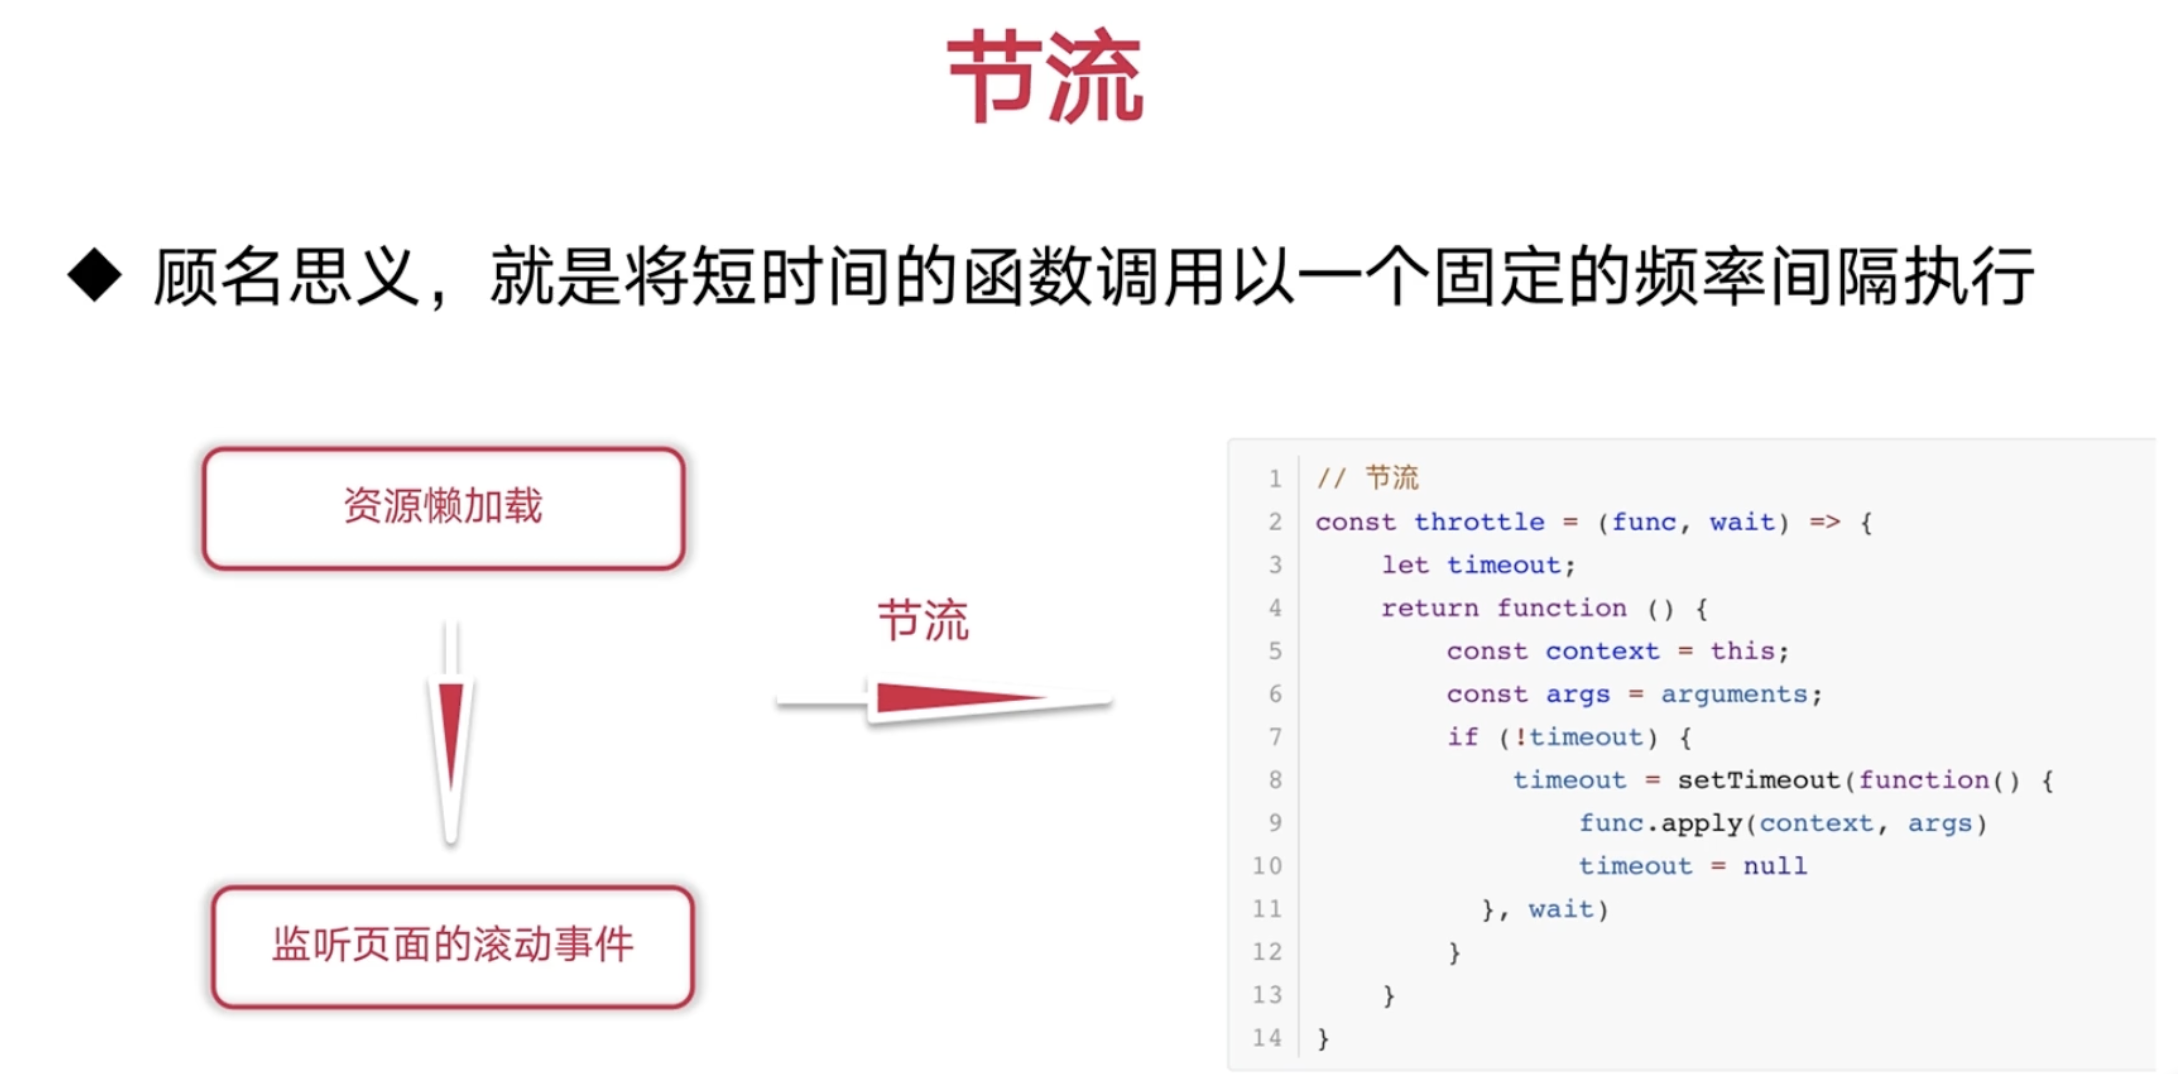 节流
◆ 顾名思义，就是将短时间的函数调用以一个固定的频率间隔执行
资源懒加载
节流
监听页面的滚动事件
1 // 节流
2 const throttle = (func, wait) => {
3     let timeout;
4     return function () {
5         const context = this;
6         const args = arguments;
7         if (!timeout) {
8             timeout = setTimeout(function() {
9                 func.apply(context, args)
10                 timeout = null
11           }, wait)
12         }
13     }
14 }